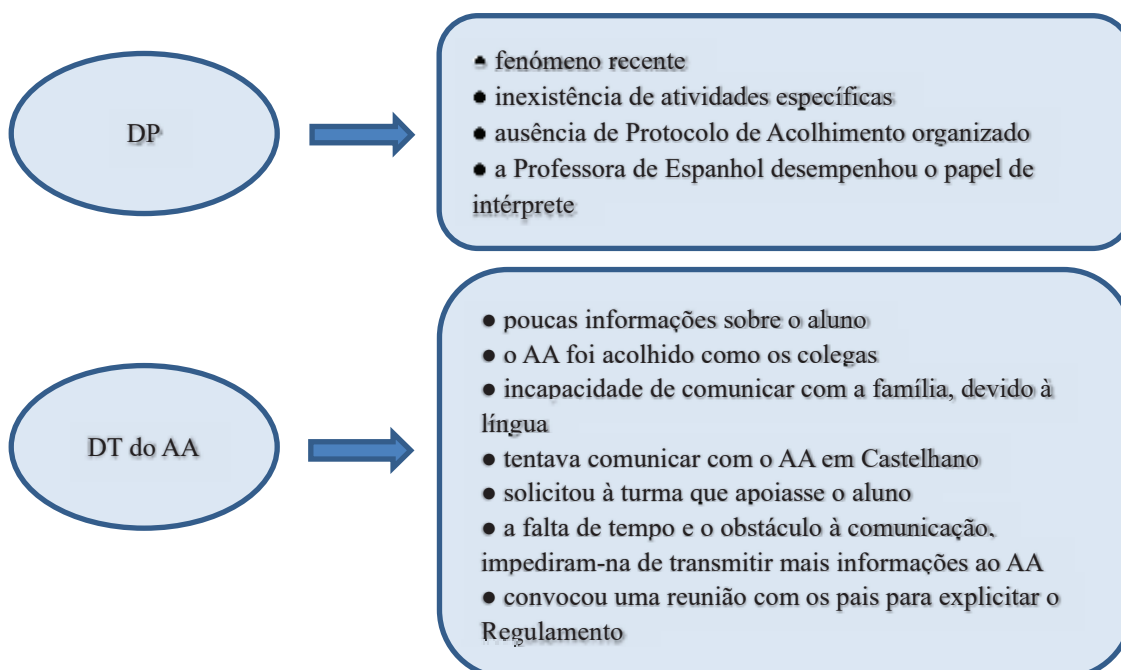 DP
• fenómeno recente
• inexistência de atividades específicas
• ausência de Protocolo de Acolhimento organizado
• a Professora de Espanhol desempenhou o papel de
intérprete
DT do AA
• poucas informações sobre o aluno
• o AA foi acolhido como os colegas
• incapacidade de comunicar com a família, devido à
língua
• tentava comunicar com o AA em Castelhano
• solicitou à turma que apoiasse o aluno
• a falta de tempo e o obstáculo à comunicação,
impediram-na de transmitir mais informações ao AA
• convocou uma reunião com os pais para explicitar o
Regulamento